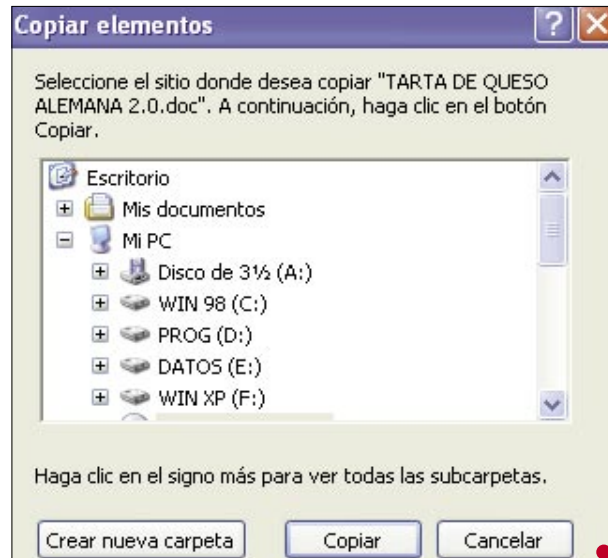 Copiar elementos
Seleccione el sitio donde desea copiar "TARTA DE QUESO
ALEMANA 2.0.doc". A continuación, haga clic en el botón
Copiar.
Escritorio
Mis documentos
Mi PC
Disco de 3½ (A:)
WIN 98 (C:)
PROG (D:)
DATOS (E:)
WIN XP (F:)
Haga clic en el signo más para ver todas las subcarpetas.
Crear nueva carpeta Copiar Cancelar